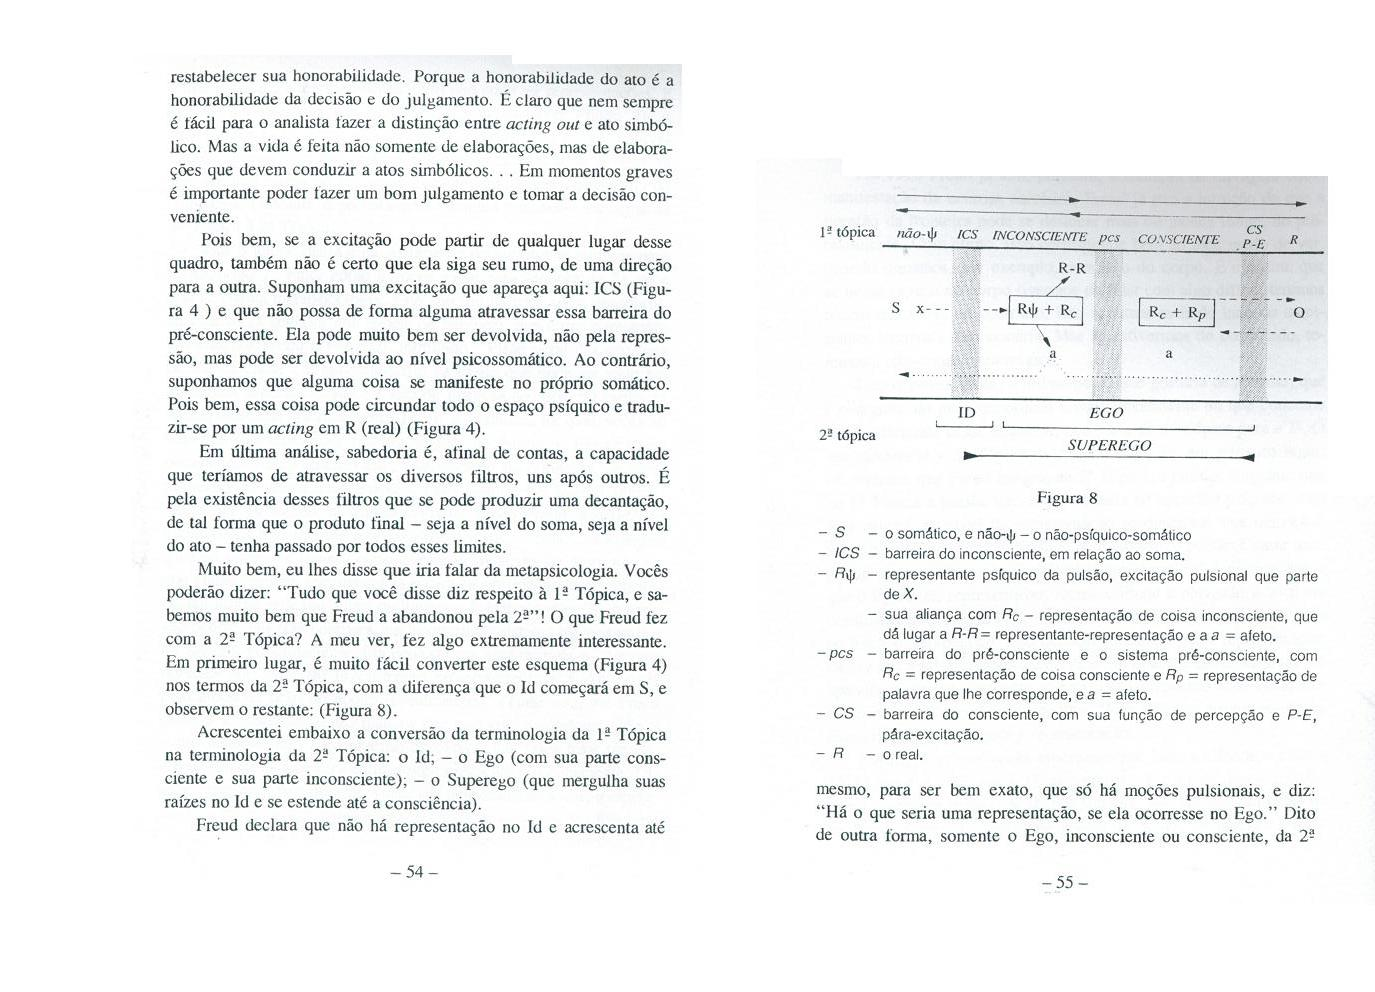 restabelecer sua honorabilidade. Porque a honorabilidade do ato é a
honorabilidade da decisão e do julgamento. É claro que nem sempre
é fácil para o analista fazer a distinção entre acting out e ato simbó-
lico. Mas a vida é feita não somente de elaborações, mas de elabora-
ções que devem conduzir a atos simbólicos. . . Em momentos graves
é importante poder fazer um bom julgamento e tomar a decisão con-
veniente.
Pois bem, se a excitação pode partir de qualquer lugar desse
quadro, também não é certo que ela siga seu rumo, de uma direção
para a outra. Suponham uma excitação que apareça aqui: ICS (Figu-
ra 4 ) e que não possa de forma alguma atravessar essa barreira do
pré-consciente. Ela pode muito bem ser devolvida, não pela repres-
são, mas pode ser devolvida ao nível psicossomático. Ao contrário,
suponhamos que alguma coisa se manifeste no próprio somático.
Pois bem, essa coisa pode circundar todo o espaço psíquico e tradu-
zir-se por um acting em R (real) (Figura 4).
Em última análise, sabedoria é, afinal de contas, a capacidade
que teríamos de atravessar os diversos filtros, uns após outros. É
pela existência desses filtros que se pode produzir uma decantação,
de tal forma que o produto final – seja a nível do soma, seja a nível
do ato – tenha passado por todos esses limites.
Muito bem, eu lhes disse que iria falar da metapsicologia. Vocês
poderão dizer: “Tudo que você disse diz respeito à 1ª Tópica, e sa-
bemos muito bem que Freud a abandonou pela 2ª”! O que Freud fez
com a 2ª Tópica? A meu ver, fez algo extremamente interessante.
Em primeiro lugar, é muito fácil converter este esquema (Figura 4)
nos termos da 2ª Tópica, com a diferença que o Id começará em S, e
observem o restante: (Figura 8).
Acrescentei embaixo a conversão da terminologia da 1ª Tópica
na terminologia da 2ª Tópica: o Id; – o Ego (com sua parte cons-
ciente e sua parte inconsciente); – o Superego (que mergulha suas
raízes no Id e se estende até a consciência).
Freud declara que não há representação no Id e acrescenta até
– 54 –
1ª tópica não-ψ ICS INCONSCIENTE pcs CONSCIENTE CS P-E R
R-R
S x Rψ + Rc Rc + Rp O
a a
ID EGO
2ª tópica
SUPEREGO
Figura 8
– S – o somático, e não-ψ – o não-psíquico-somático
– ICS – barreira do inconsciente, em relação ao soma.
– Rψ – representante psíquico da pulsão, excitação pulsional que parte
de X.
– sua aliança com Rc – representação de coisa inconsciente, que
dá lugar a R-R = representante-representação e a a = afeto.
– pcs – barreira do pré-consciente e o sistema pré-consciente, com
Rc = representação de coisa consciente e Rp = representação de
palavra que lhe corresponde, e a = afeto.
– CS – barreira do consciente, com sua função de percepção e P-E,
pára-excitação.
– R – o real.
mesmo, para ser bem exato, que só há moções pulsionais, e diz:
“Há o que seria uma representação, se ela ocorresse no Ego.” Dito
de outra forma, somente o Ego, inconsciente ou consciente, da 2ª
– 55 –